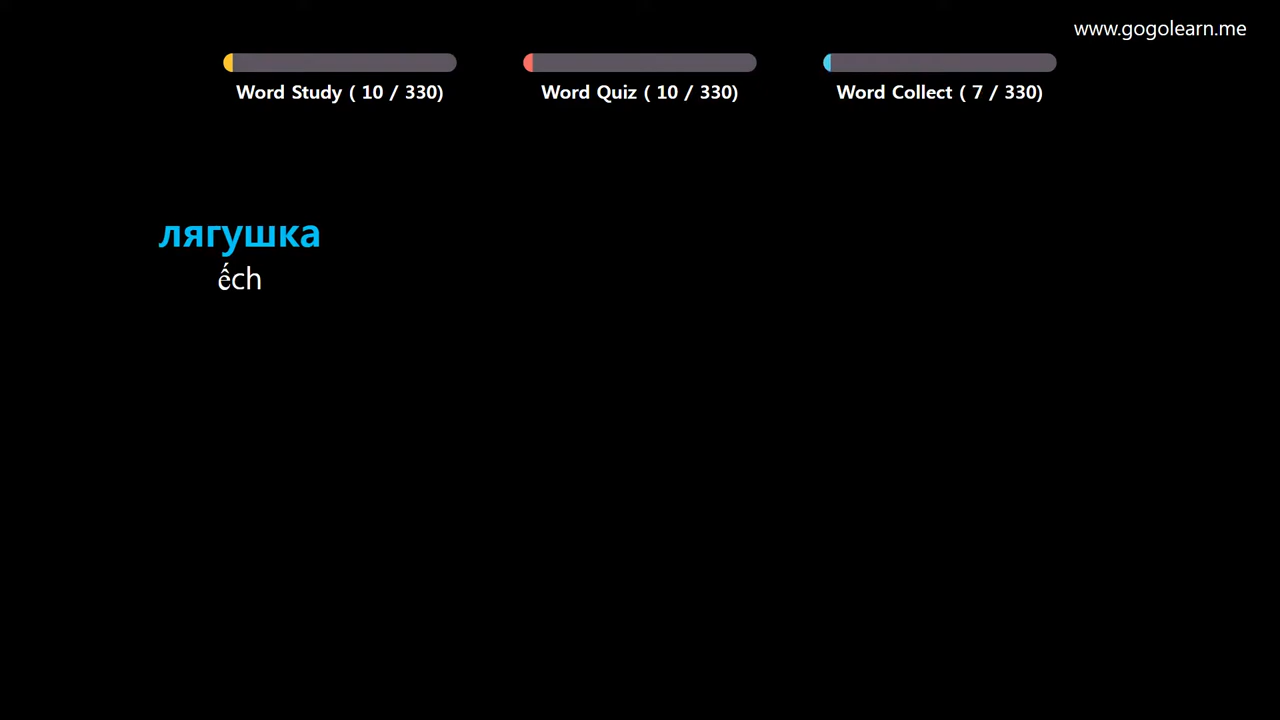 www.gogolearn.me
Word Study ( 10 / 330)
Word Quiz ( 10 / 330)
Word Collect ( 7 / 330)
лягушка
ếch